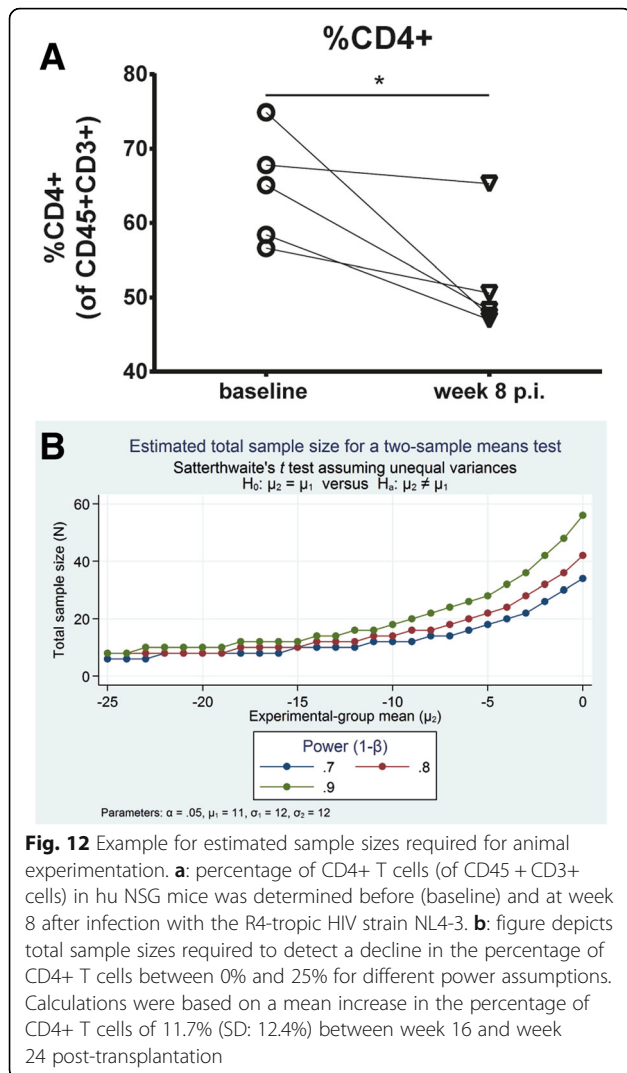 A
%CD4+
*
%CD4+
(of CD45+CD3+)
80
70
60
50
40
baseline
week 8 p.i.
B
Estimated total sample size for a two-sample means test
Satterthwaite's t test assuming unequal variances
H₀: μ₂ = μ₁ versus Hₐ: μ₂ ≠ μ₁
Total sample size (N)
60
40
20
0
-25
-20
-15
-10
-5
0
Experimental-group mean (μ₂)
Power (1-β)
.7
.8
.9
Parameters: α = .05, μ₁ = 11, σ₁ = 12, σ₂ = 12
Fig. 12 Example for estimated sample sizes required for animal
experimentation. a: percentage of CD4+ T cells (of CD45 + CD3+
cells) in hu NSG mice was determined before (baseline) and at week
8 after infection with the R4-tropic HIV strain NL4-3. b: figure depicts
total sample sizes required to detect a decline in the percentage of
CD4+ T cells between 0% and 25% for different power assumptions.
Calculations were based on a mean increase in the percentage of
CD4+ T cells of 11.7% (SD: 12.4%) between week 16 and week
24 post-transplantation